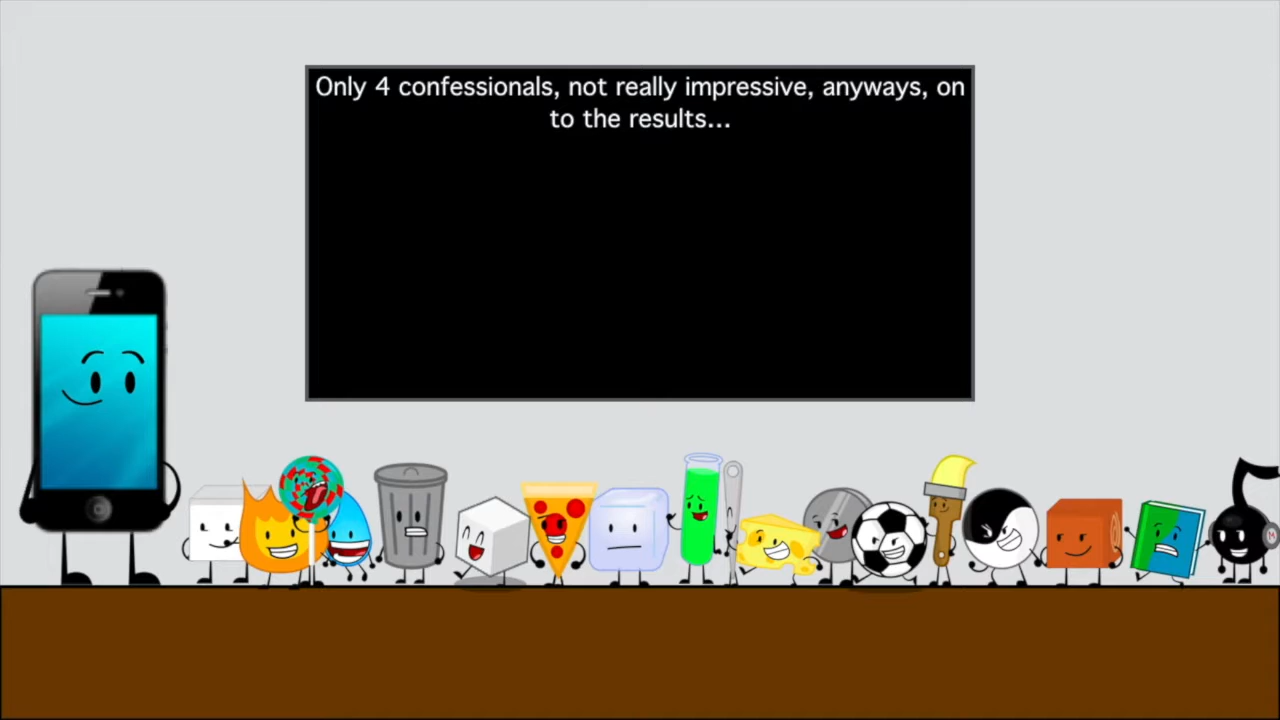 Only 4 confessionals, not really impressive, anyways, on
to the results...